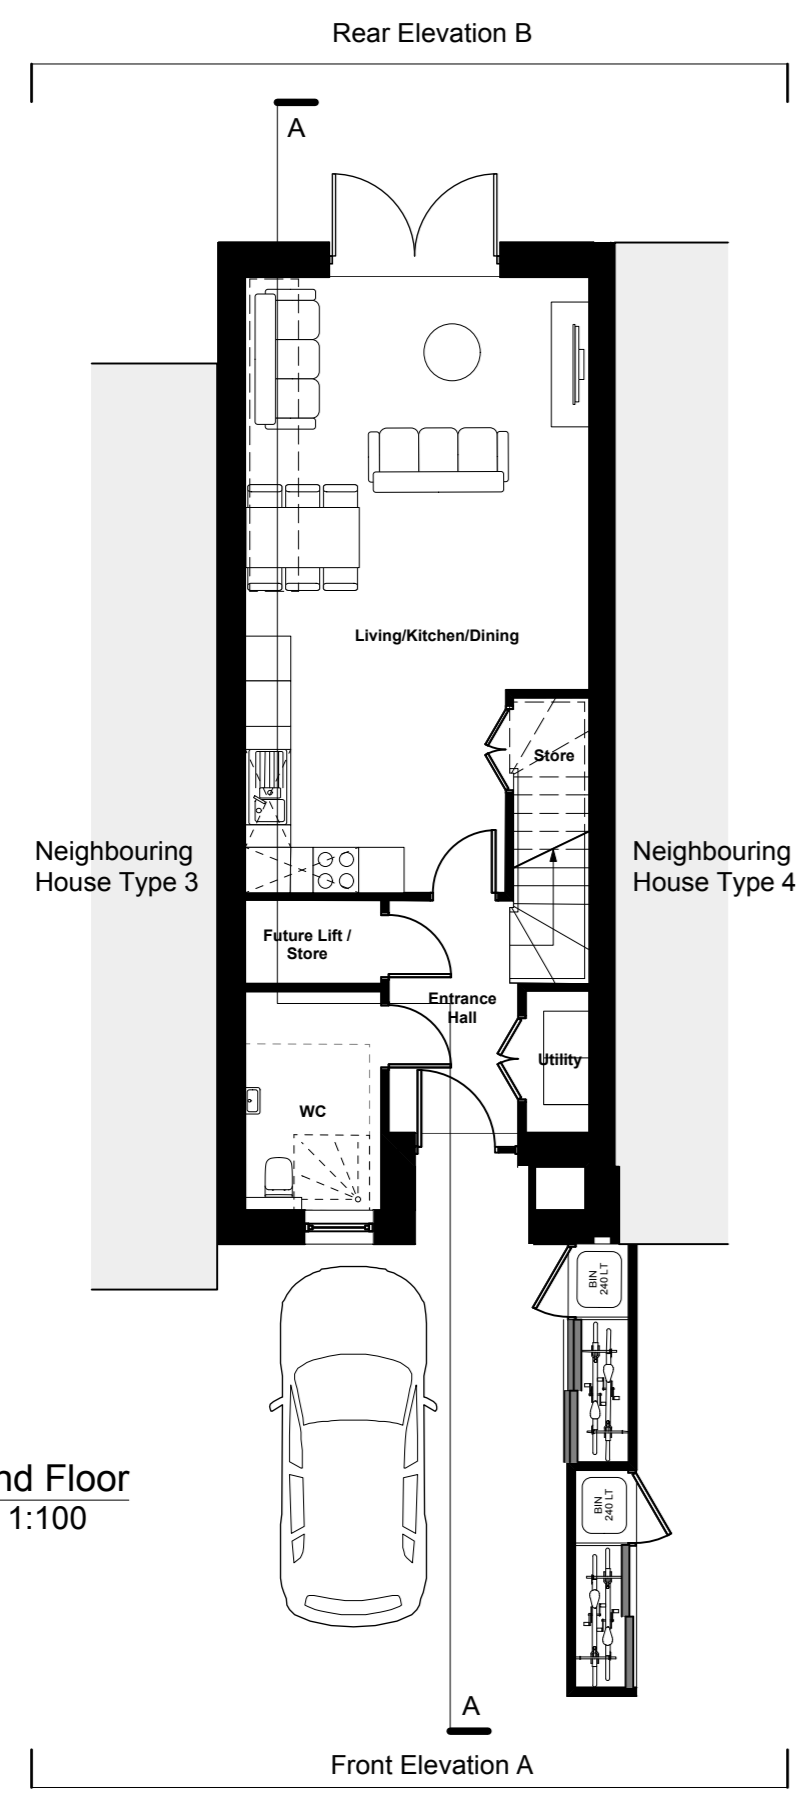 Rear Elevation B
A
Living/Kitchen/Dining
Store
Neighbouring
House Type 3
Neighbouring
House Type 4
Future Lift /
Store
Entrance
Hall
Utility
WC
BIN
240 LT
nd Floor
1:100
BIN
240 LT
A
Front Elevation A